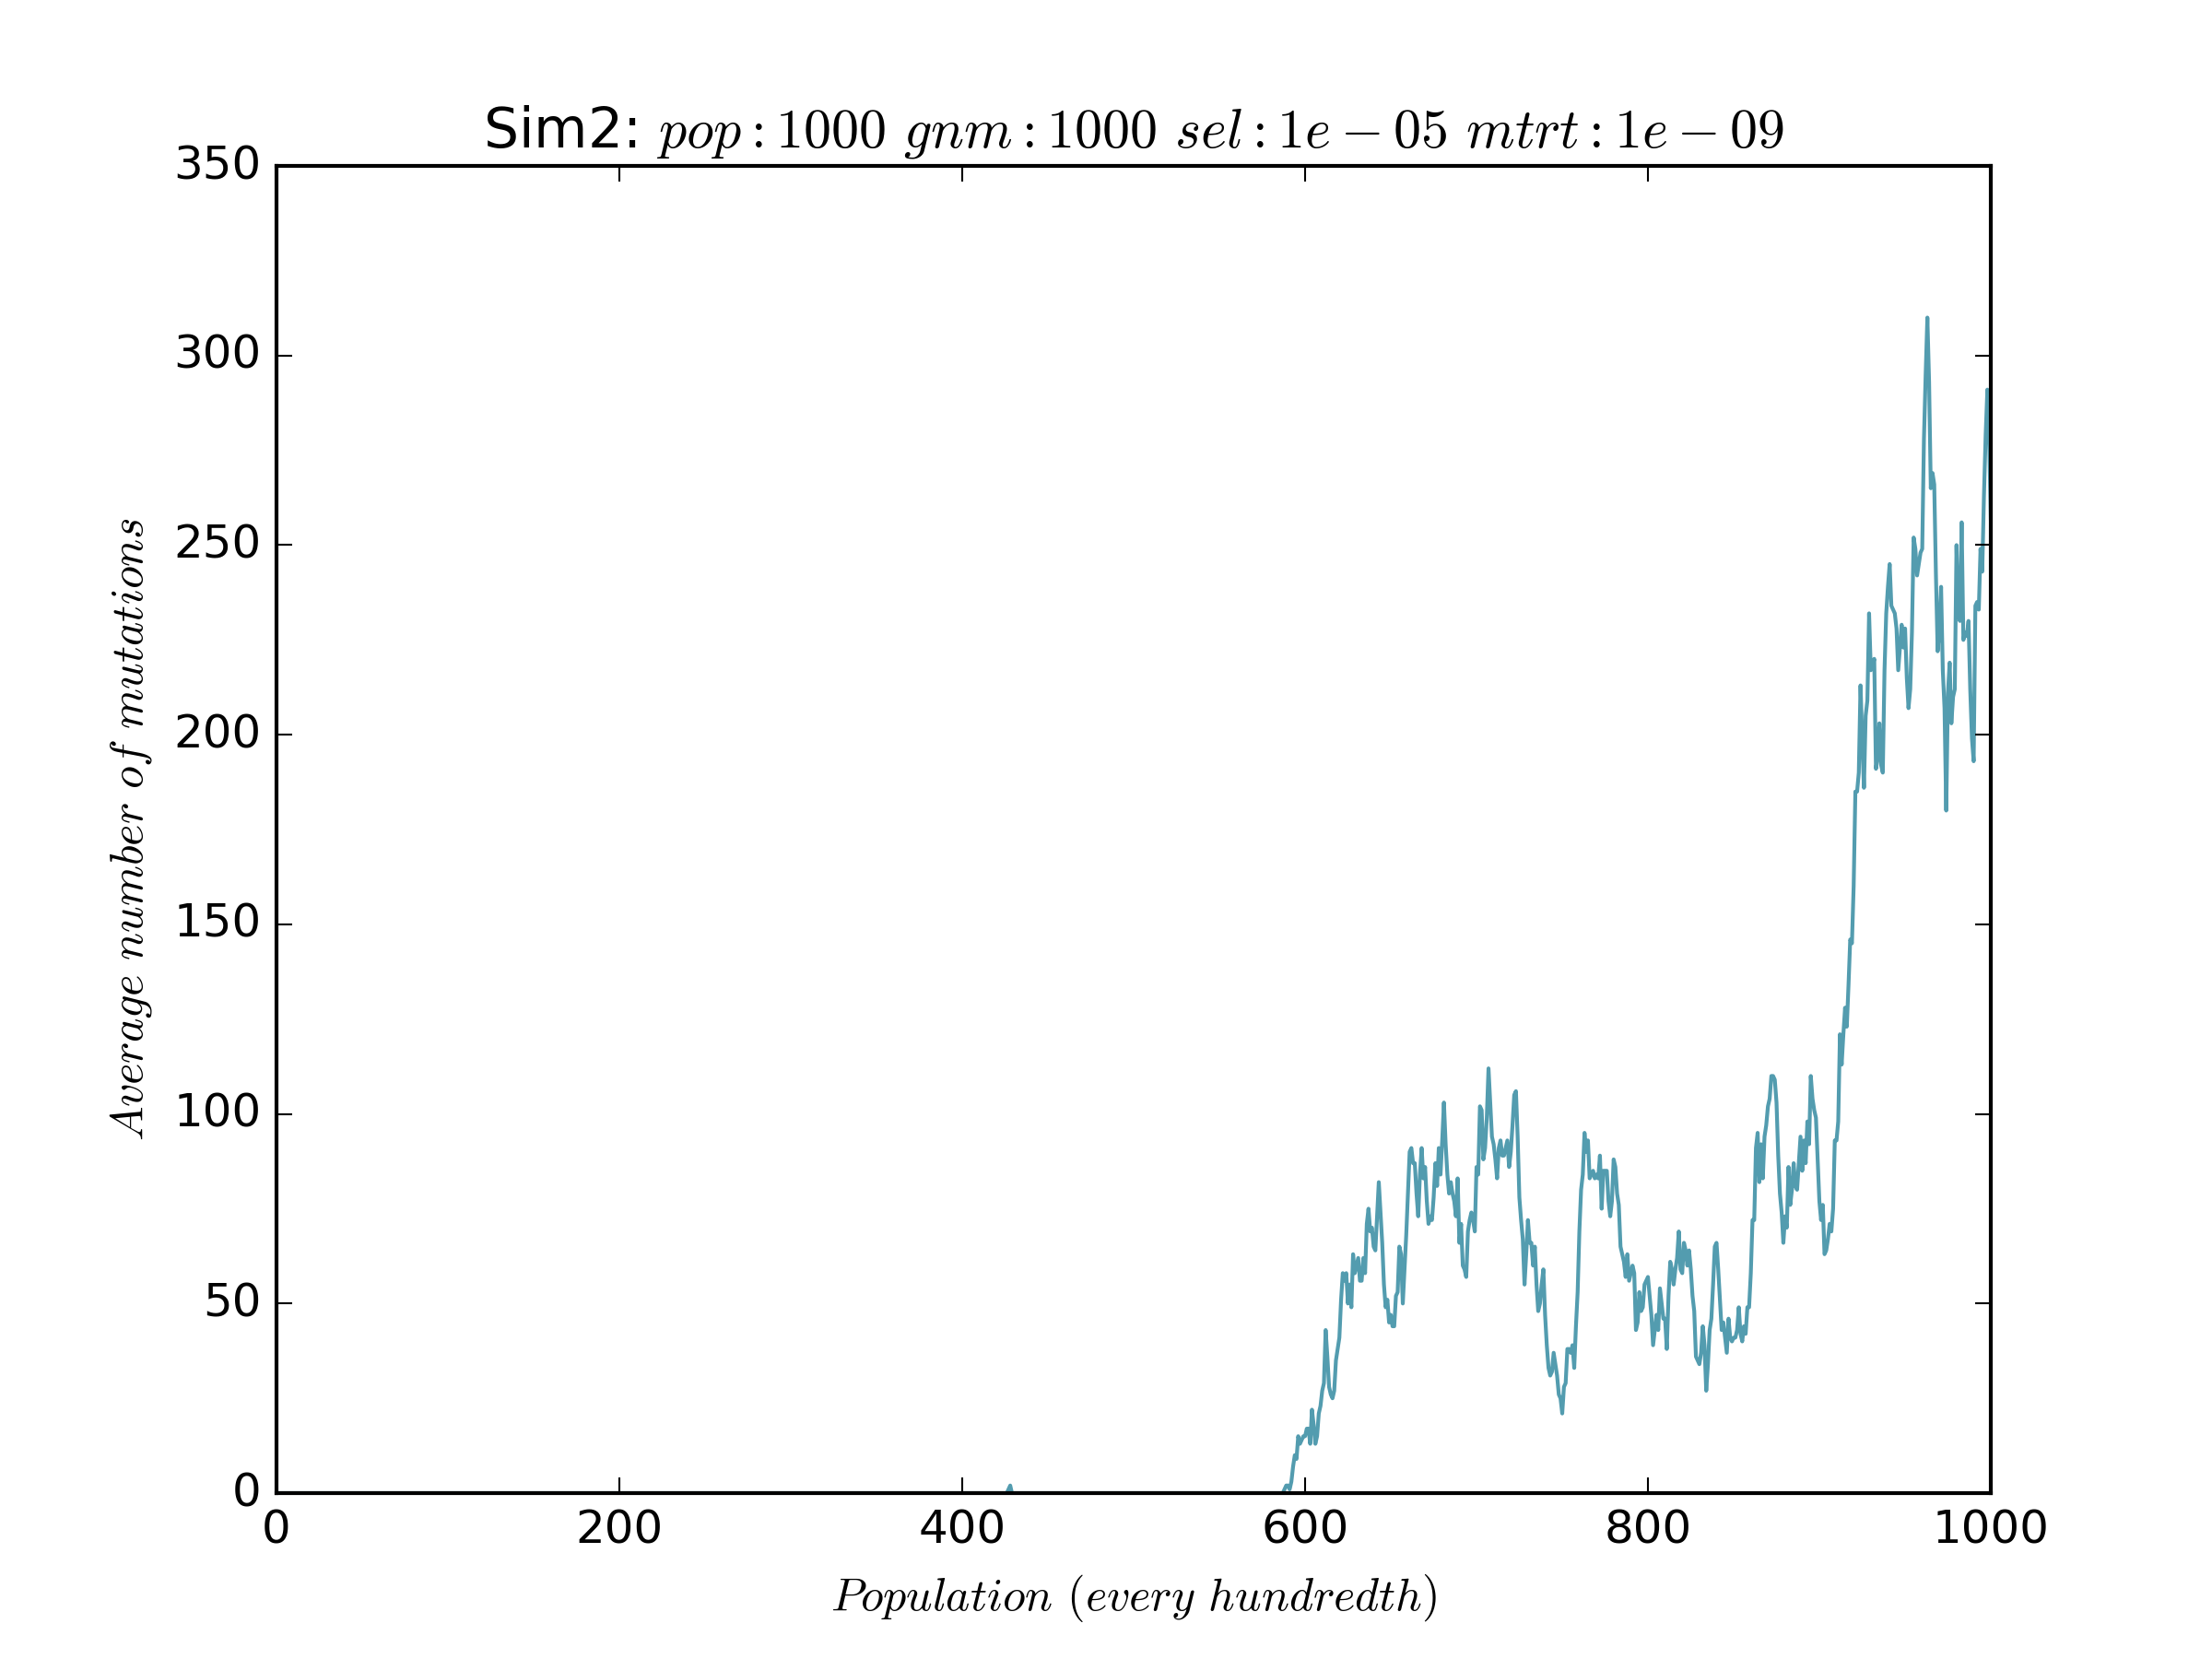 Sim2: pop : 1000 gnn : 1000 sel : 1e − 05 mtrt : 1e − 09
350
300
250
200
150
100
50
0
Average number of mutations
0 200 400 600 800 1000
Population (every hundredth)